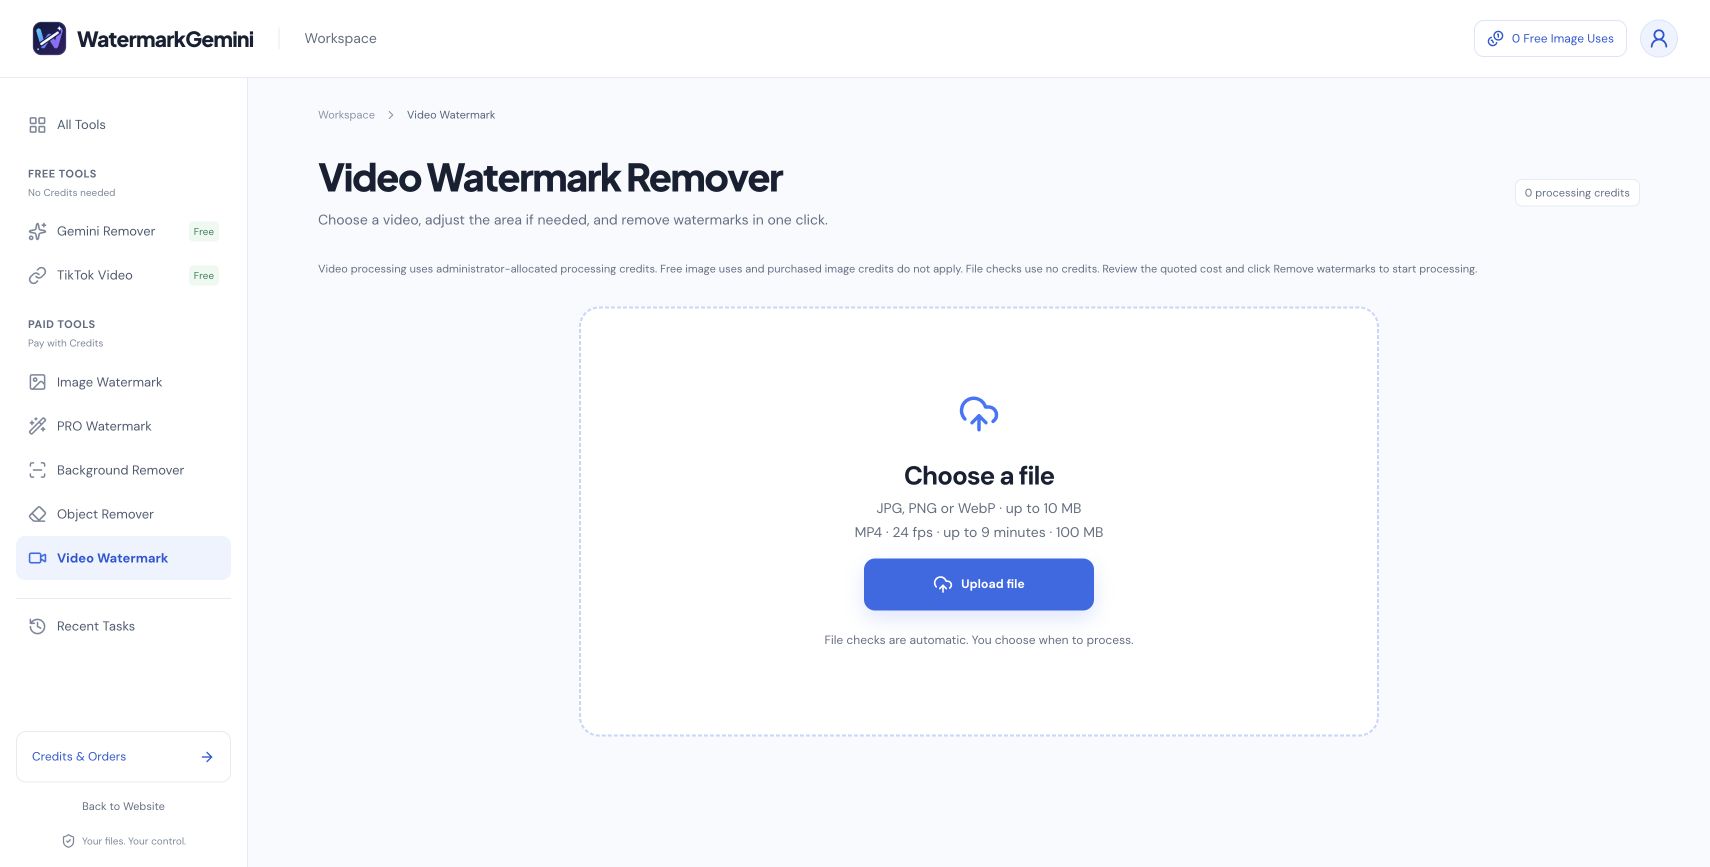 WatermarkGemini
Workspace
0 Free Image Uses
All Tools
FREE TOOLS
No Credits needed
Gemini Remover
Free
TikTok Video
Free
PAID TOOLS
Pay with Credits
Image Watermark
PRO Watermark
Background Remover
Object Remover
Video Watermark
Recent Tasks
Credits & Orders
Back to Website
Your files. Your control.
Workspace > Video Watermark
Video Watermark Remover
0 processing credits
Choose a video, adjust the area if needed, and remove watermarks in one click.
Video processing uses administrator-allocated processing credits. Free image uses and purchased image credits do not apply. File checks use no credits. Review the quoted cost and click Remove watermarks to start processing.
Choose a file
JPG, PNG or WebP · up to 10 MB
MP4 · 24 fps · up to 9 minutes · 100 MB
Upload file
File checks are automatic. You choose when to process.